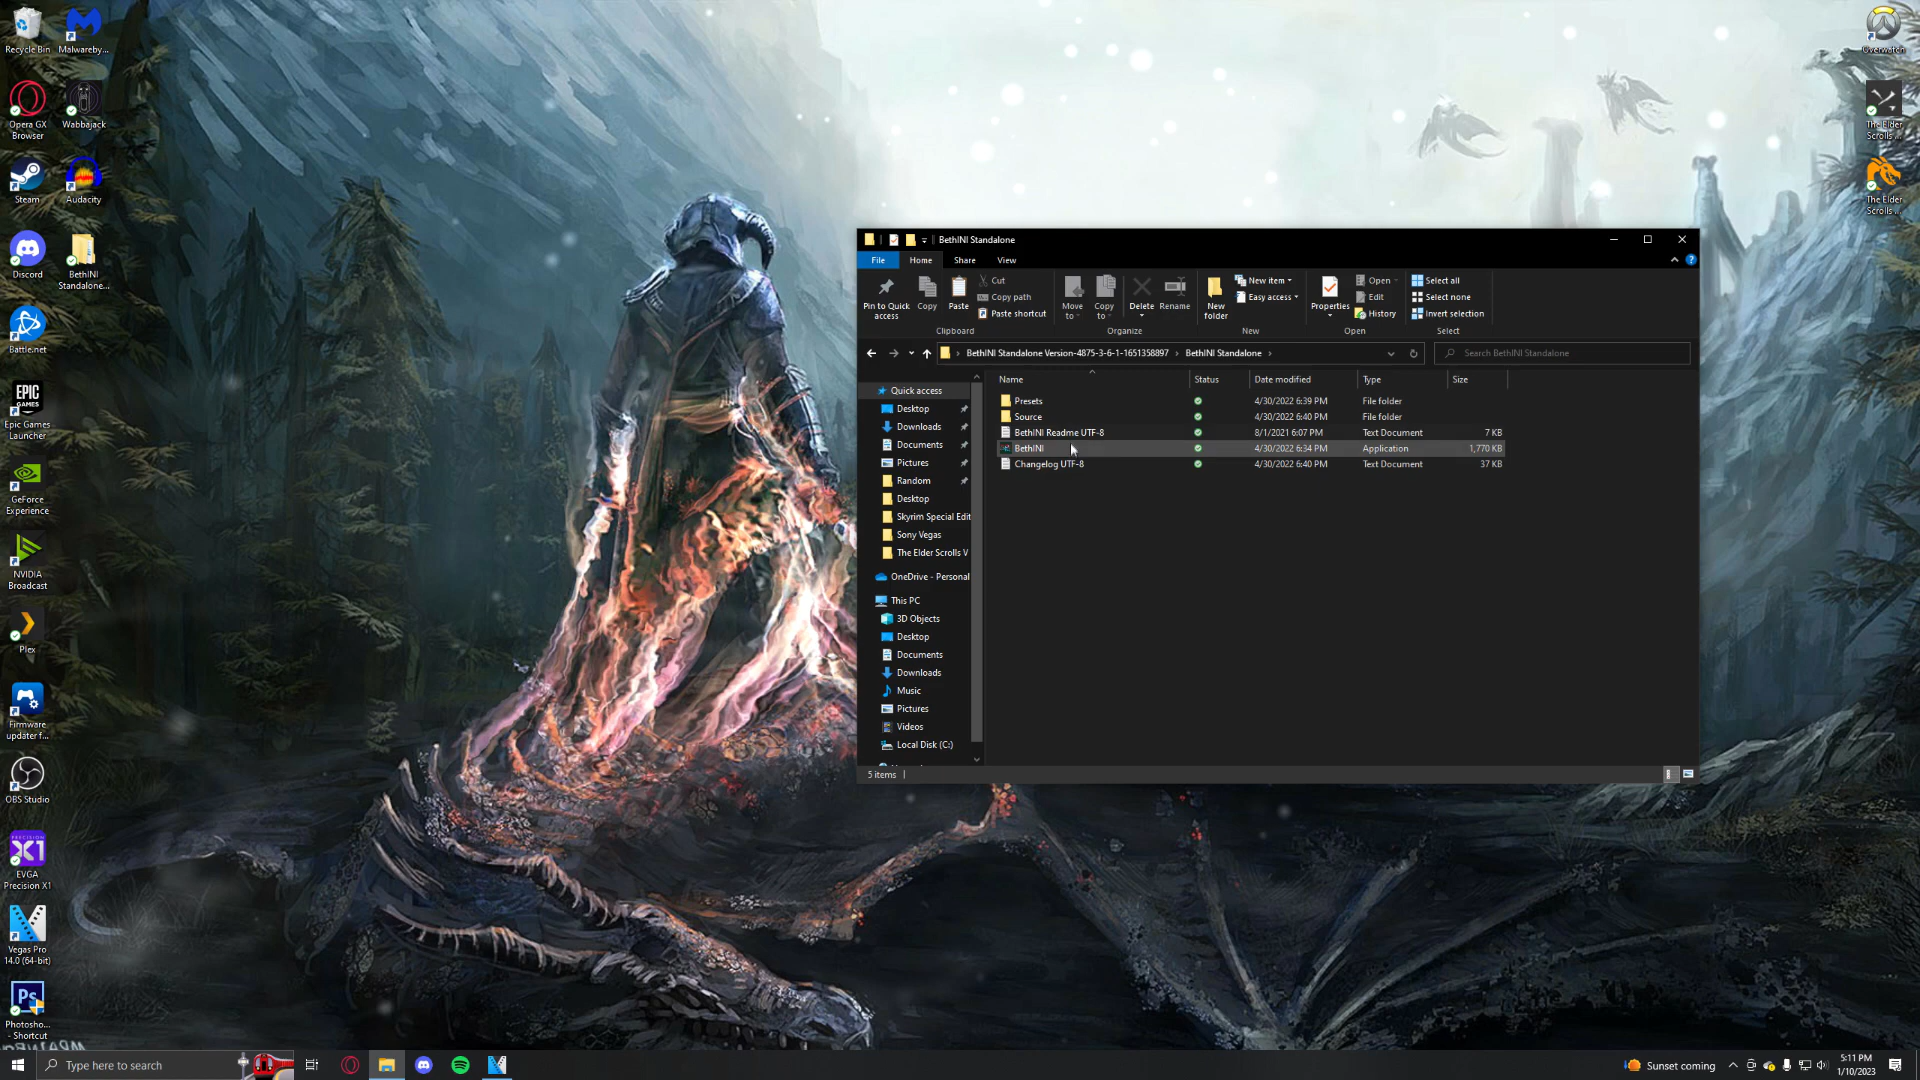 Recycle Bin
Malwareby...
Opera GX
Browser
Wabbajack
Steam
Audacity
Discord
BethINI
Standalone...
Battle.net
EPIC
GAMES
Epic Games
Launcher
GeForce
Experience
NVIDIA
Broadcast
Plex
Firmware
updater f...
OBS Studio
PRECISION
X1
EVGA
Precision X1
Vegas Pro
14.0 (64-bit)
Ps
Photosho...
- Shortcut
Overwatch
The Elder
Scrolls ...
The Elder
Scrolls ...
BethINI Standalone
File Home Share View
Pin to Quick
access
Copy
Paste
Cut
Copy path
Paste shortcut
Clipboard
Move
to
Copy
to
Delete
Rename
Organize
New
folder
New item
Easy access
New
Properties
Open
Edit
History
Open
Select all
Select none
Invert selection
Select
BethINI Standalone Version-4875-3-6-1-1651358897 > BethINI Standalone >
Search BethINI Standalone
Name Status Date modified Type Size
Presets 4/30/2022 6:39 PM File folder
Source 4/30/2022 6:40 PM File folder
BethINI Readme UTF-8 8/1/2021 6:07 PM Text Document 7 KB
BethINI 4/30/2022 6:34 PM Application 1,770 KB
Changelog UTF-8 4/30/2022 6:40 PM Text Document 37 KB
Quick access
Desktop
Downloads
Documents
Pictures
Random
Desktop
Skyrim Special Edit
Sony Vegas
The Elder Scrolls V
OneDrive - Personal
This PC
3D Objects
Desktop
Documents
Downloads
Music
Pictures
Videos
Local Disk (C:)
5 items
Type here to search
Sunset coming
5:11 PM
1/10/2023